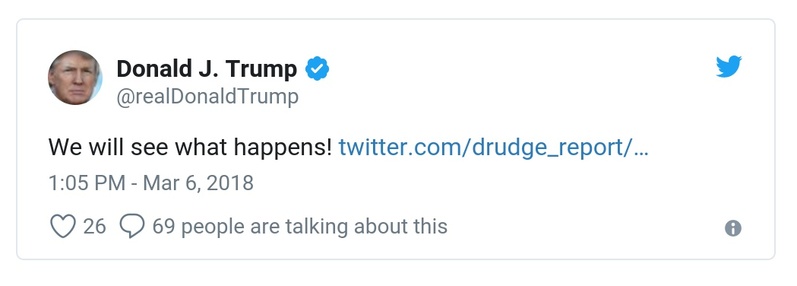 Donald J. Trump
@realDonaldTrump
We will see what happens! twitter.com/drudge_report/…
1:05 PM - Mar 6, 2018
26 69 people are talking about this